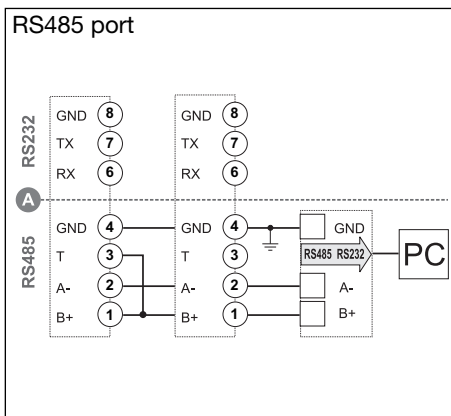 RS485 port
RS232
GND 8 GND 8
TX 7 TX 7
RX 6 RX 6
A
RS485
GND 4 GND 4 GND
T 3 T 3 RS485 RS232 PC
A- 2 A- 2 A-
B+ 1 B+ 1 B+